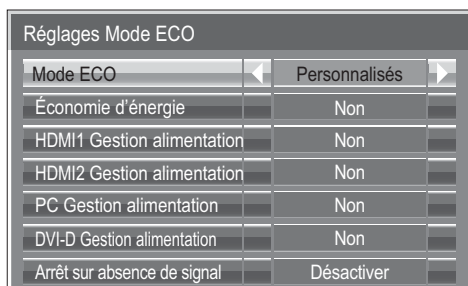 Réglages Mode ECO
Mode ECO Personnalisés
Économie d’énergie Non
HDMI1 Gestion alimentation Non
HDMI2 Gestion alimentation Non
PC Gestion alimentation Non
DVI-D Gestion alimentation Non
Arrêt sur absence de signal Désactiver